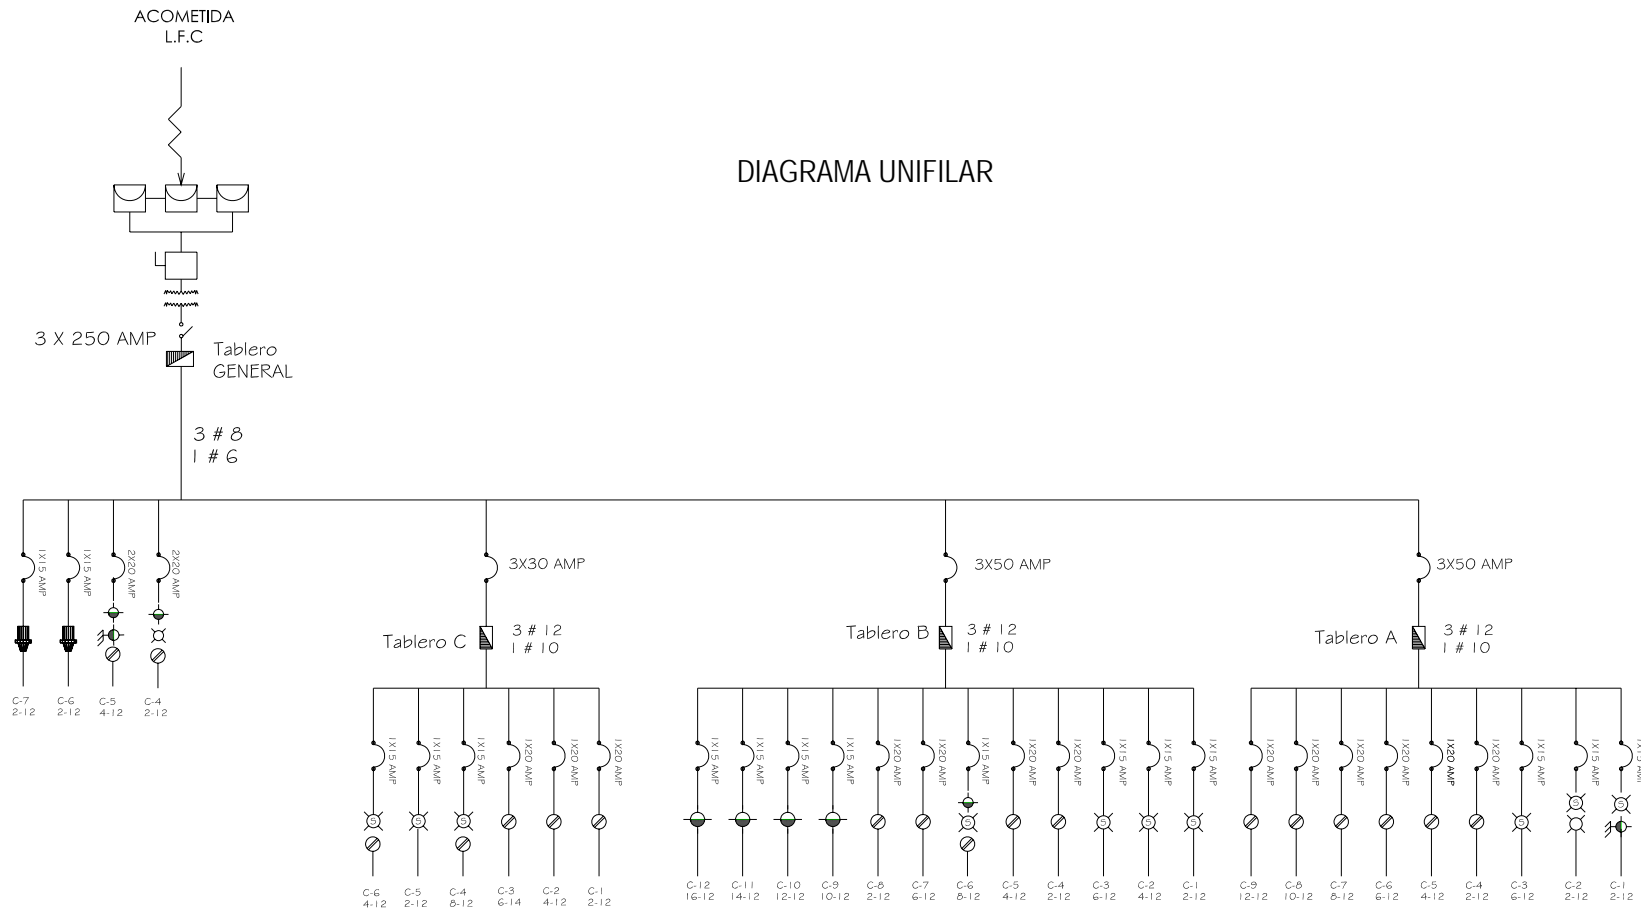 ACOMETIDA
L.F.C
DIAGRAMA UNIFILAR
3 X 250 AMP
Tablero
GENERAL
3 # 8
1 # 6
1X15 AMP
1X15 AMP
2X20 AMP
2X20 AMP
3X30 AMP
3X50 AMP
3X50 AMP
Tablero C
3 # 12
1 # 10
Tablero B
3 # 12
1 # 10
Tablero A
3 # 12
1 # 10
C-7
2-12
C-6
2-12
C-5
4-12
C-4
2-12
1X15 AMP
1X15 AMP
1X15 AMP
1X20 AMP
1X20 AMP
1X20 AMP
1X15 AMP
1X15 AMP
1X15 AMP
1X15 AMP
1X20 AMP
1X20 AMP
1X15 AMP
1X20 AMP
1X20 AMP
1X15 AMP
1X15 AMP
1X15 AMP
1X20 AMP
1X20 AMP
1X20 AMP
1X20 AMP
1X20 AMP
1X20 AMP
1X15 AMP
1X15 AMP
1X15 AMP
S
S
S
S
S
S
S
S
S
S
C-6
4-12
C-5
2-12
C-4
8-12
C-3
6-14
C-2
4-12
C-1
2-12
C-12
16-12
C-11
14-12
C-10
12-12
C-9
10-12
C-8
2-12
C-7
6-12
C-6
8-12
C-5
4-12
C-4
2-12
C-3
6-12
C-2
4-12
C-1
2-12
C-9
12-12
C-8
10-12
C-7
8-12
C-6
6-12
C-5
4-12
C-4
2-12
C-3
6-12
C-2
2-12
C-1
2-12